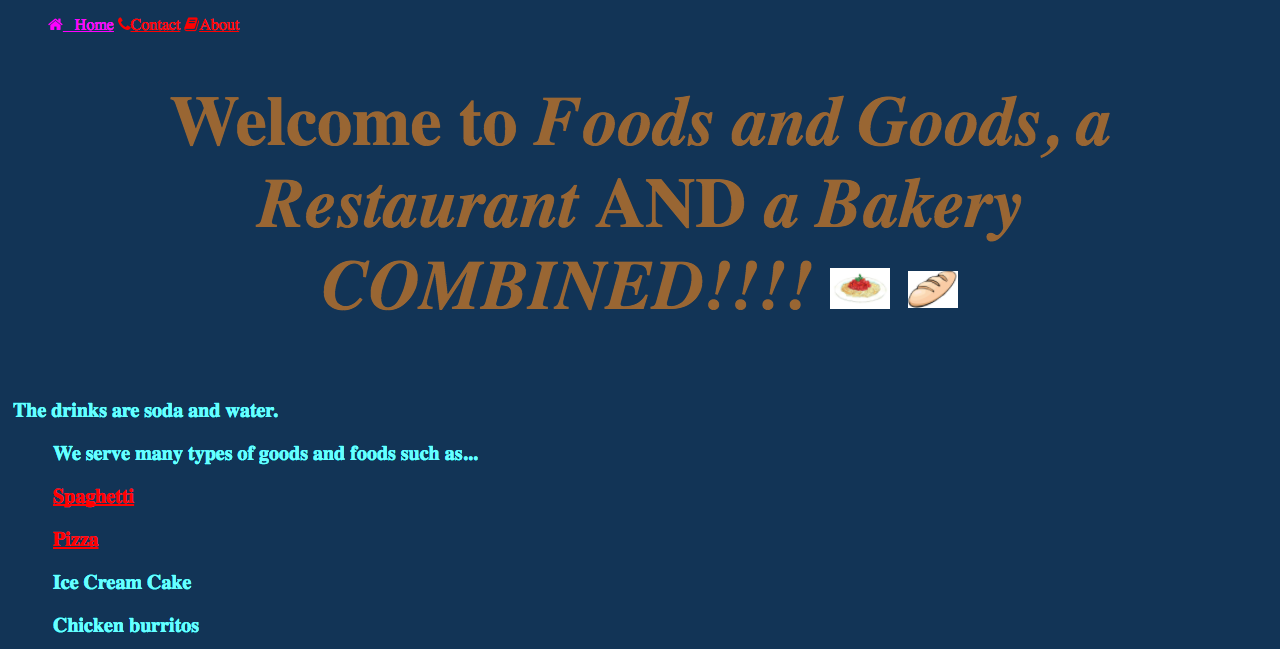 Home Contact About
Welcome to Foods and Goods, a
Restaurant AND a Bakery
COMBINED!!!!
The drinks are soda and water.
We serve many types of goods and foods such as...
Spaghetti
Pizza
Ice Cream Cake
Chicken burritos